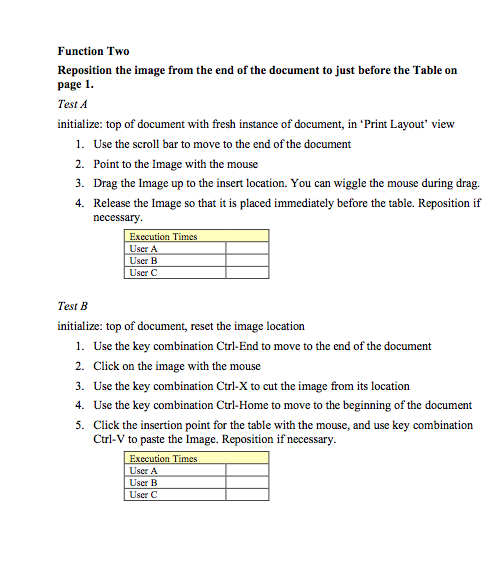 Function Two
Reposition the image from the end of the document to just before the Table on
page 1.
Test A
initialize: top of document with fresh instance of document, in ‘Print Layout’ view
1. Use the scroll bar to move to the end of the document
2. Point to the Image with the mouse
3. Drag the Image up to the insert location. You can wiggle the mouse during drag.
4. Release the Image so that it is placed immediately before the table. Reposition if
necessary.
Execution Times
User A
User B
User C
Test B
initialize: top of document, reset the image location
1. Use the key combination Ctrl-End to move to the end of the document
2. Click on the image with the mouse
3. Use the key combination Ctrl-X to cut the image from its location
4. Use the key combination Ctrl-Home to move to the beginning of the document
5. Click the insertion point for the table with the mouse, and use key combination
Ctrl-V to paste the Image. Reposition if necessary.
Execution Times
User A
User B
User C